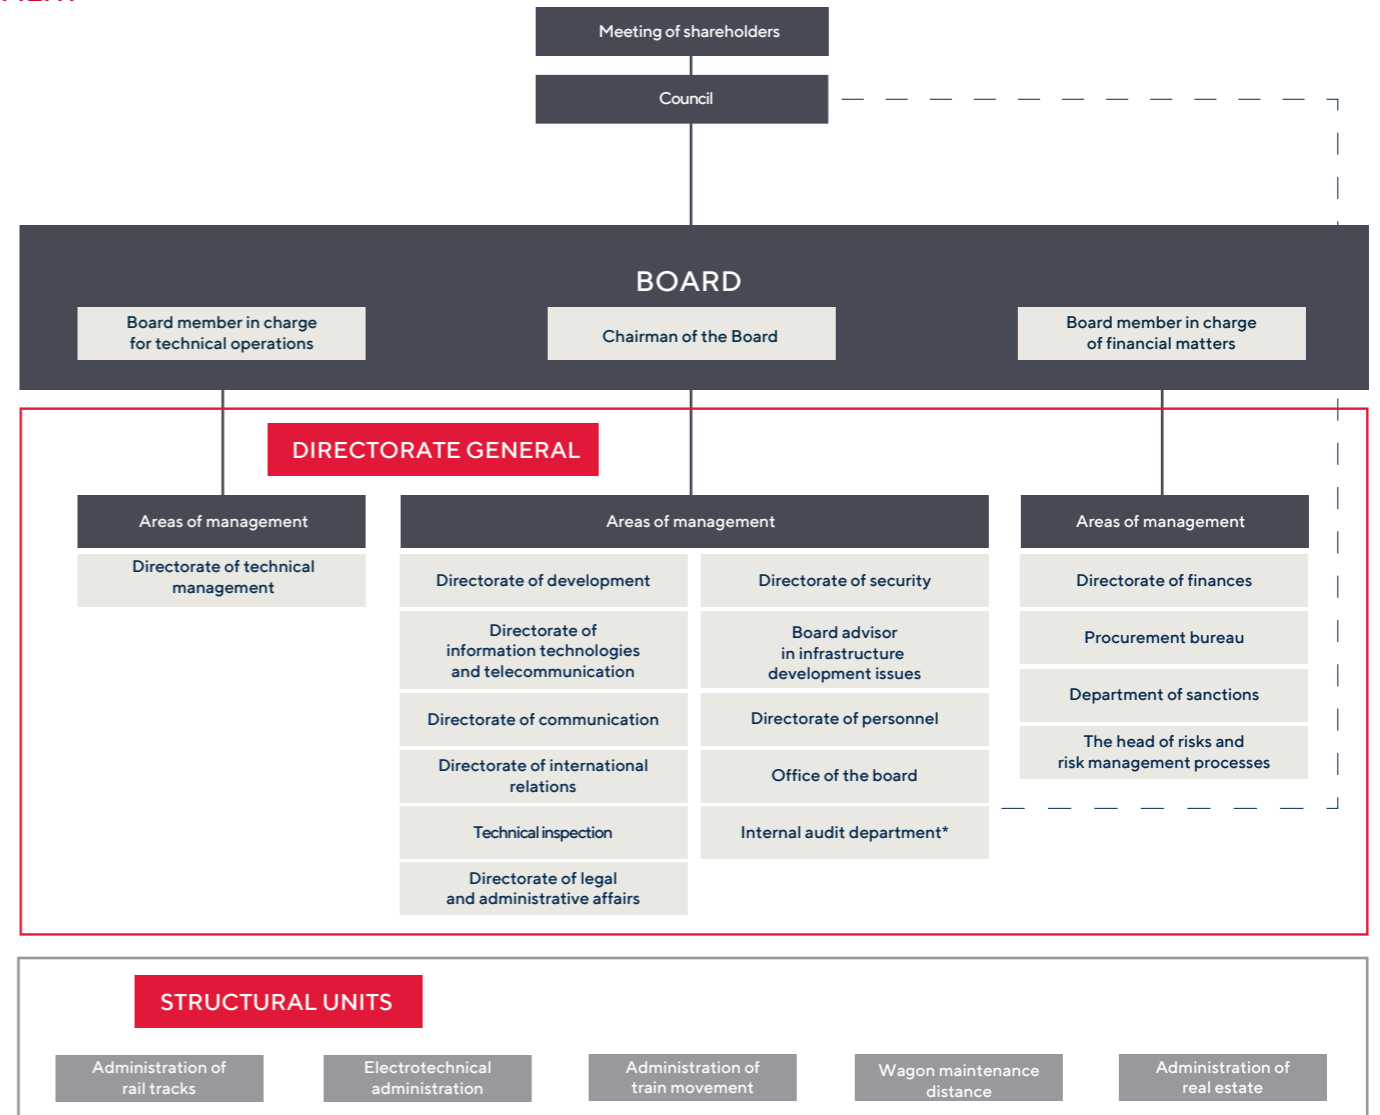 Meeting of shareholders
Council
BOARD
Board member in charge
for technical operations
Chairman of the Board
Board member in charge
of financial matters
DIRECTORATE GENERAL
Areas of management
Directorate of technical
management
Areas of management
Directorate of development
Directorate of
information technologies
and telecommunication
Directorate of communication
Directorate of international
relations
Technical inspection
Directorate of legal
and administrative affairs
Directorate of security
Board advisor
in infrastructure
development issues
Directorate of personnel
Office of the board
Internal audit department*
Areas of management
Directorate of finances
Procurement bureau
Department of sanctions
The head of risks and
risk management processes
STRUCTURAL UNITS
Administration of
rail tracks
Electrotechnical
administration
Administration of
train movement
Wagon maintenance
distance
Administration of
real estate